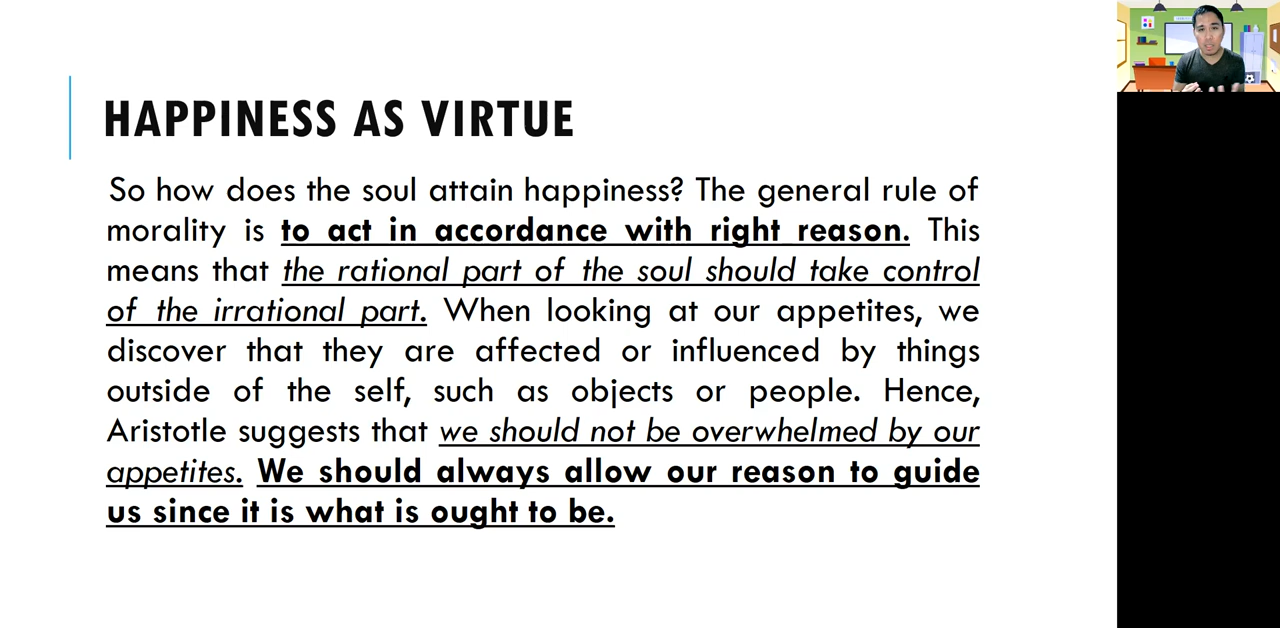 HAPPINESS AS VIRTUE
So how does the soul attain happiness? The general rule of
morality is to act in accordance with right reason. This
means that the rational part of the soul should take control
of the irrational part. When looking at our appetites, we
discover that they are affected or influenced by things
outside of the self, such as objects or people. Hence,
Aristotle suggests that we should not be overwhelmed by our
appetites. We should always allow our reason to guide
us since it is what is ought to be.